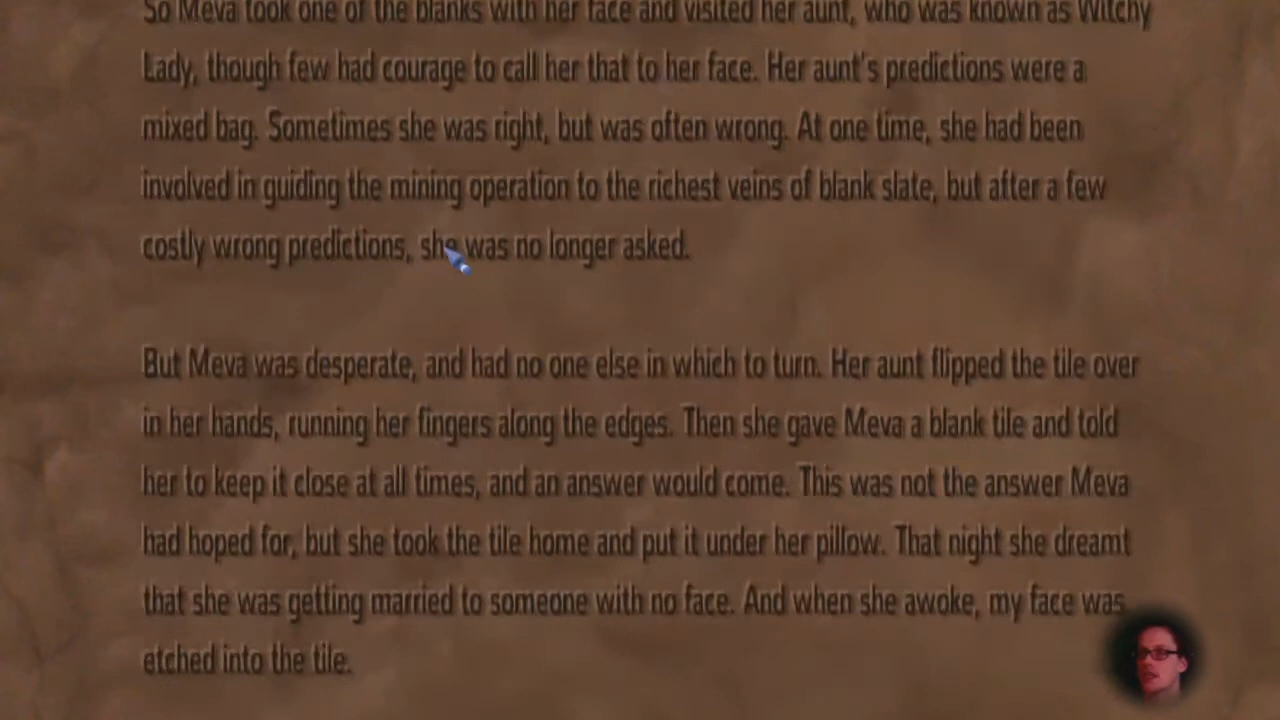 So Meva took one of the blanks with her face and visited her aunt, who was known as Witchy
Lady, though few had courage to call her that to her face. Her aunt's predictions were a
mixed bag. Sometimes she was right, but was often wrong. At one time, she had been
involved in guiding the mining operation to the richest veins of blank slate, but after a few
costly wrong predictions, she was no longer asked.
But Meva was desperate, and had no one else in which to turn. Her aunt flipped the tile over
in her hands, running her fingers along the edges. Then she gave Meva a blank tile and told
her to keep it close at all times, and an answer would come. This was not the answer Meva
had hoped for, but she took the tile home and put it under her pillow. That night she dreamt
that she was getting married to someone with no face. And when she awoke, my face was
etched into the tile.